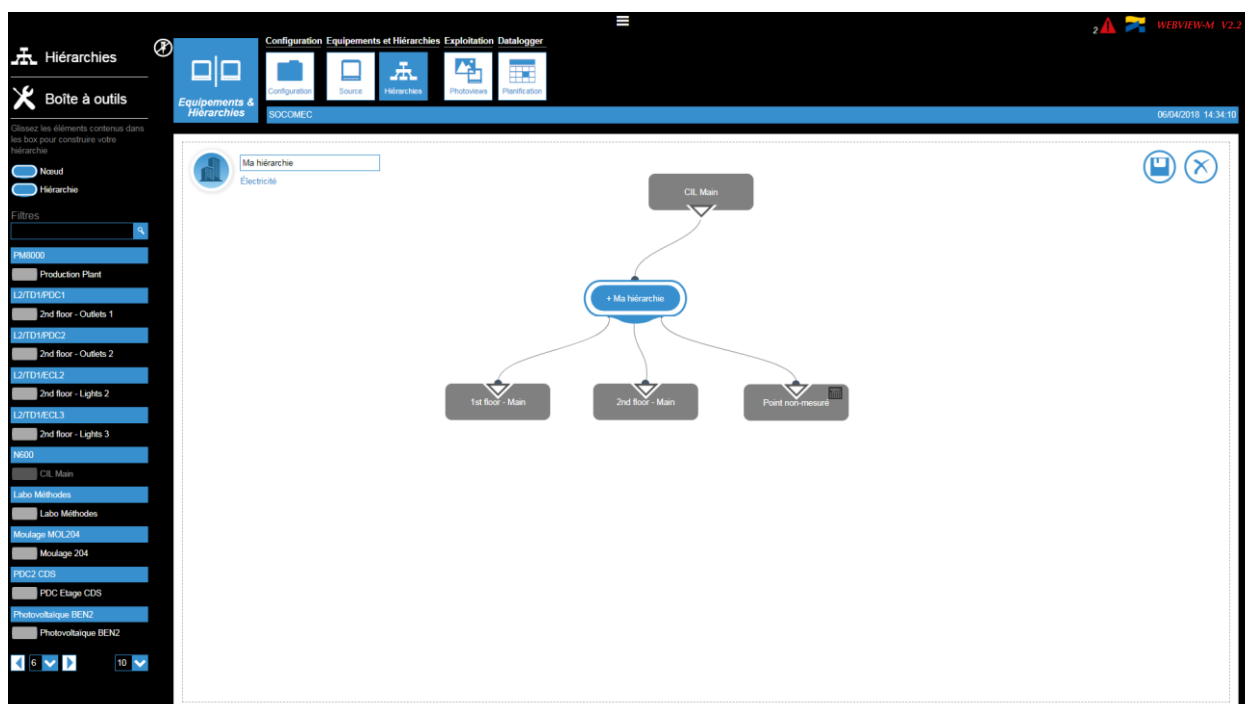 2
WEBVIEW-M V2.2
Hiérarchies
Boîte à outils
Glissez les éléments contenus dans
les box pour construire votre
hiérarchie
Nœud
Hiérarchie
Filtres
PM8000
Production Plant
L2/TD1/PDC1
2nd floor - Outlets 1
L2/TD1/PDC2
2nd floor - Outlets 2
L2/TD1/ECL2
2nd floor - Lights 2
L2/TD1/ECL3
2nd floor - Lights 3
N600
CIL Main
Labo Méthodes
Labo Méthodes
Moulage MOL204
Moulage 204
PDC2 CDS
PDC Etage CDS
Photovoltaïque BEN2
Photovoltaïque BEN2
6
10
Equipements &
Hiérarchies
Configuration Equipements et Hiérarchies Exploitation Datalogger
Configuration Source Hiérarchies Photoviews Planification
SOCOMEC 06/04/2018 14:34:10
Ma hiérarchie
Électricité
CIL Main
+ Ma hiérarchie
1st floor - Main 2nd floor - Main Point non-mesuré